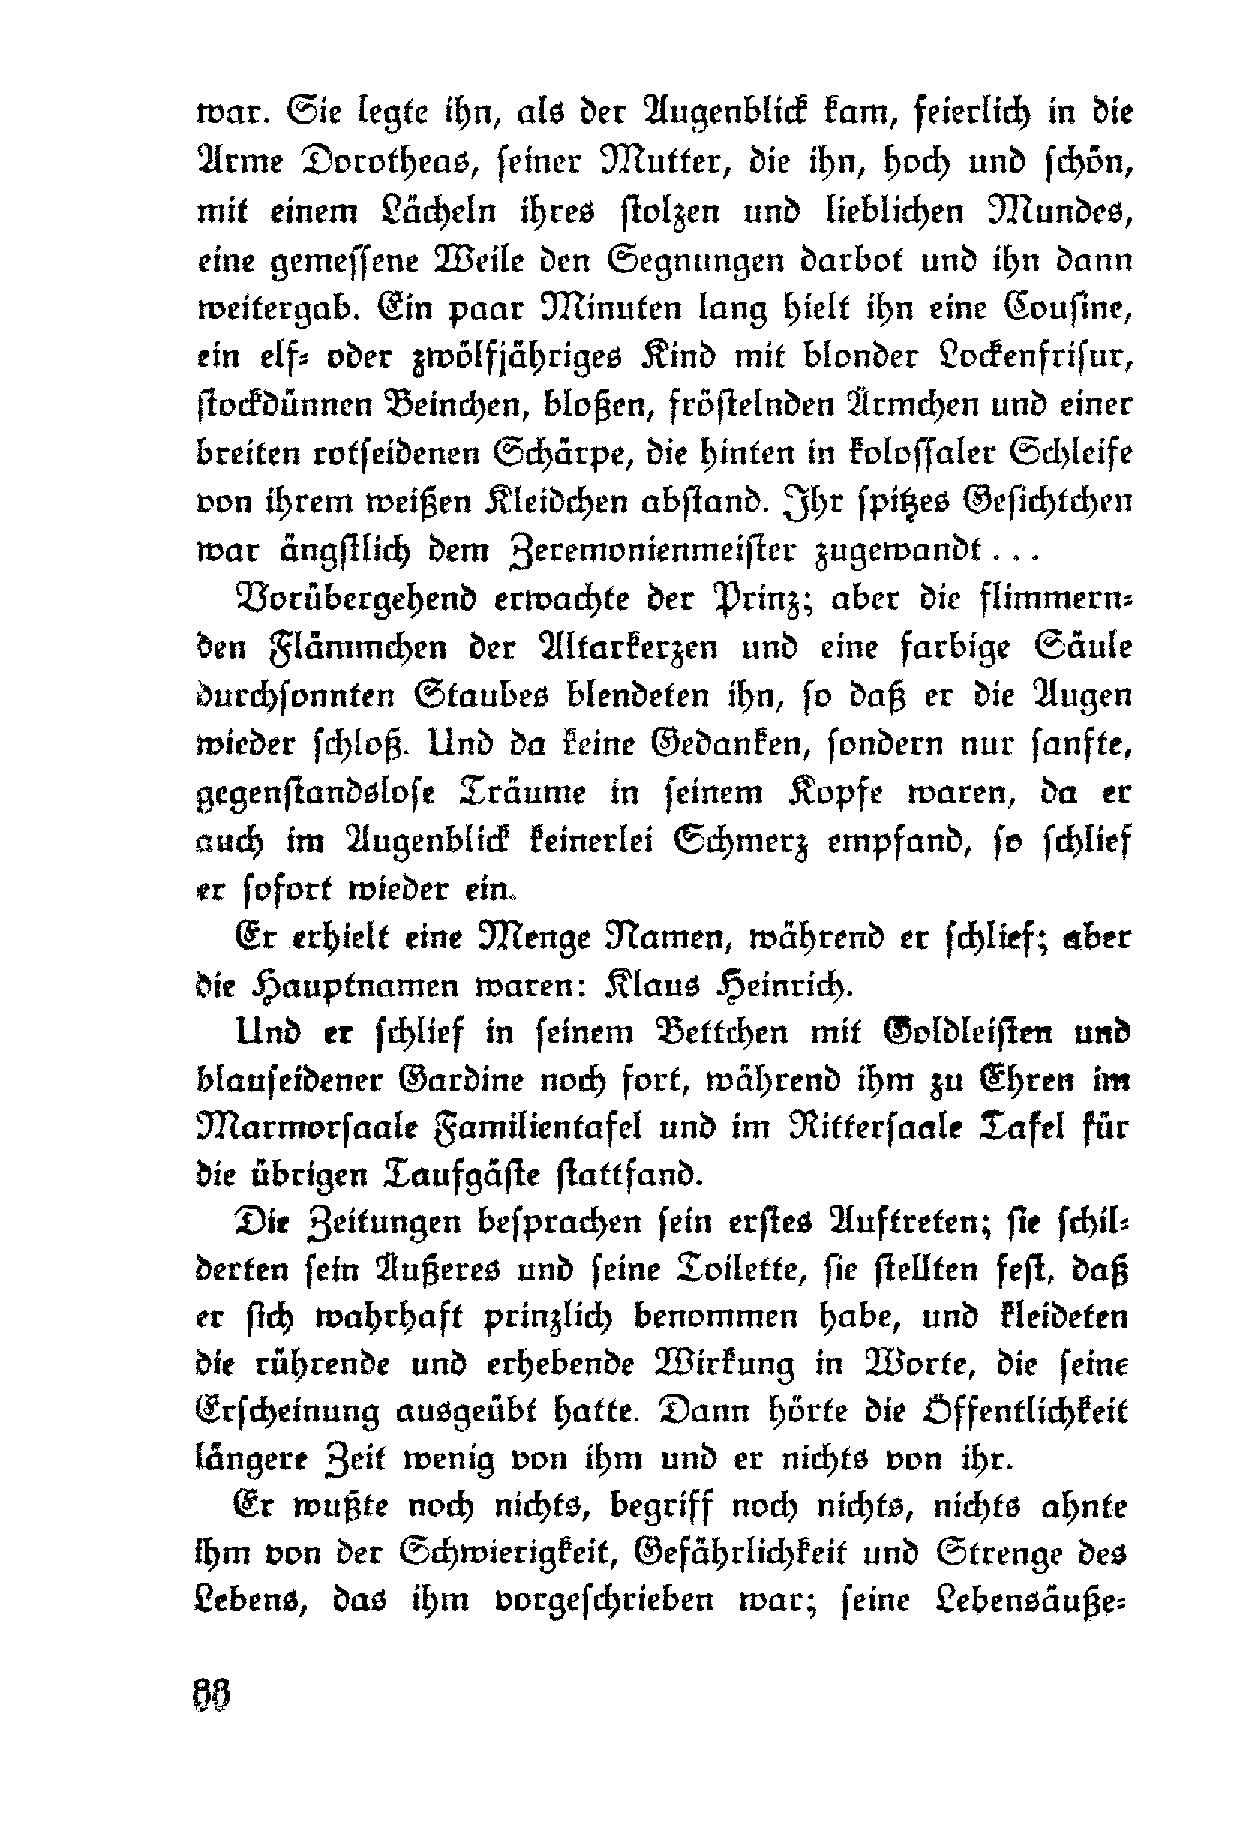 war. Sie legte ihn, als der Augenblick kam, feierlich in die
Arme Dorotheas, seiner Mutter, die ihn, hoch und schön,
mit einem Lächeln ihres stolzen und lieblichen Mundes,
eine gemessene Weile den Segnungen darbot und ihn dann
weitergab. Ein paar Minuten lang hielt ihn eine Cousine,
ein elf- oder zwölfjähriges Kind mit blonder Lockenfrisur,
stockdünnen Beinchen, bloßen, fröstelnden Ärmchen und einer
breiten rotseidenen Schärpe, die hinten in kolossaler Schleife
von ihrem weißen Kleidchen abstand. Ihr spitzes Gesichtchen
war ängstlich dem Zeremonienmeister zugewandt . . .
Vorübergehend erwachte der Prinz; aber die flimmern-
den Flämmchen der Altarkerzen und eine farbige Säule
durchsonnten Staubes blendeten ihn, so daß er die Augen
wieder schloß. Und da keine Gedanken, sondern nur sanfte,
gegenstandslose Träume in seinem Kopfe waren, da er
auch im Augenblick keinerlei Schmerz empfand, so schlief
er sofort wieder ein.
Er erhielt eine Menge Namen, während er schlief; aber
die Hauptnamen waren: Klaus Heinrich.
Und er schlief in seinem Bettchen mit Goldleisten und
blauseidener Gardine noch fort, während ihm zu Ehren im
Marmorsaale Familientafel und im Rittersaale Tafel für
die übrigen Taufgäste stattfand.
Die Zeitungen besprachen sein erstes Auftreten; sie schil-
derten sein Äußeres und seine Toilette, sie stellten fest, daß
er sich wahrhaft prinzlich benommen habe, und kleideten
die rührende und erhebende Wirkung in Worte, die seine
Erscheinung ausgeübt hatte. Dann hörte die Öffentlichkeit
längere Zeit wenig von ihm und er nichts von ihr.
Er wußte noch nichts, begriff noch nichts, nichts ahnte
ihm von der Schwierigkeit, Gefährlichkeit und Strenge des
Lebens, das ihm vorgeschrieben war; seine Lebensäuße-